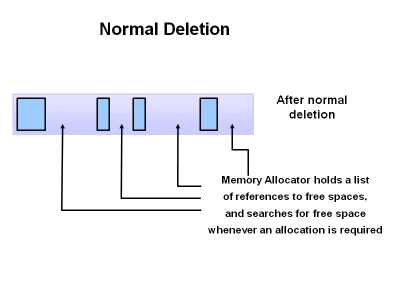 Normal Deletion
After normal
deletion
Memory Allocator holds a list
of references to free spaces,
and searches for free space
whenever an allocation is required